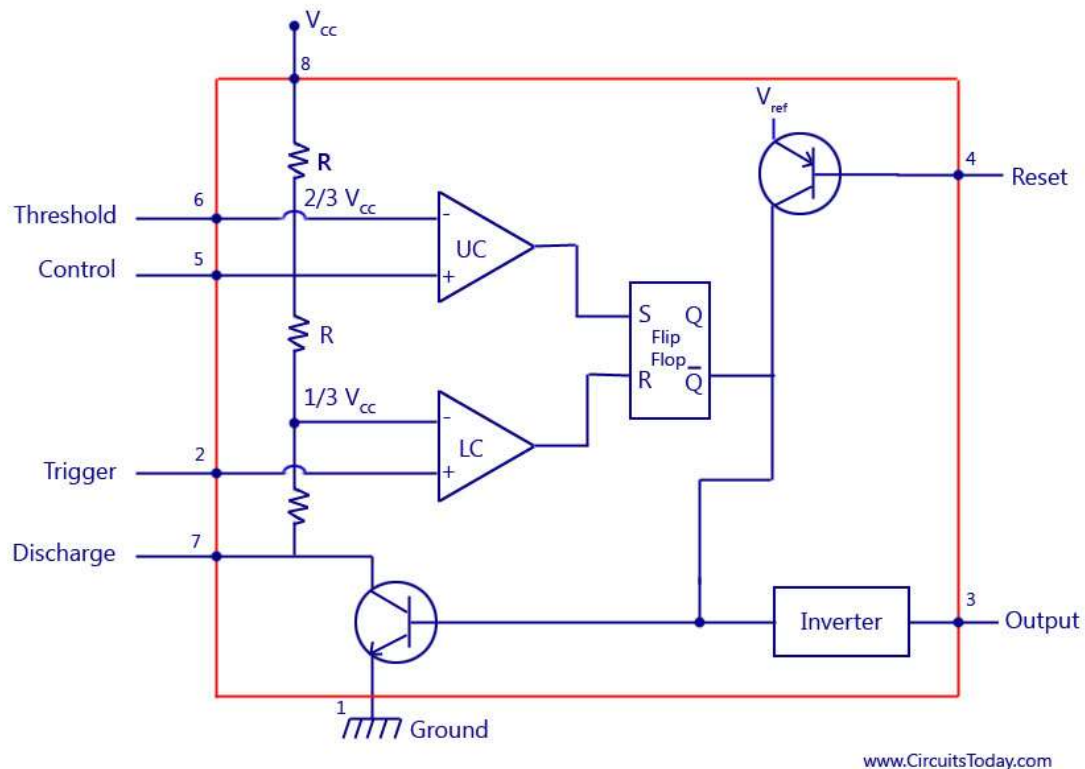 Vcc
8
Vref
R
4
Reset
6
2/3 Vcc
Threshold
-
UC
5
Control
+
S Q
Flip
Flop
R
R Q̅
1/3 Vcc
-
LC
2
Trigger
+
7
Discharge
3
Inverter
Output
1
Ground
www.CircuitsToday.com